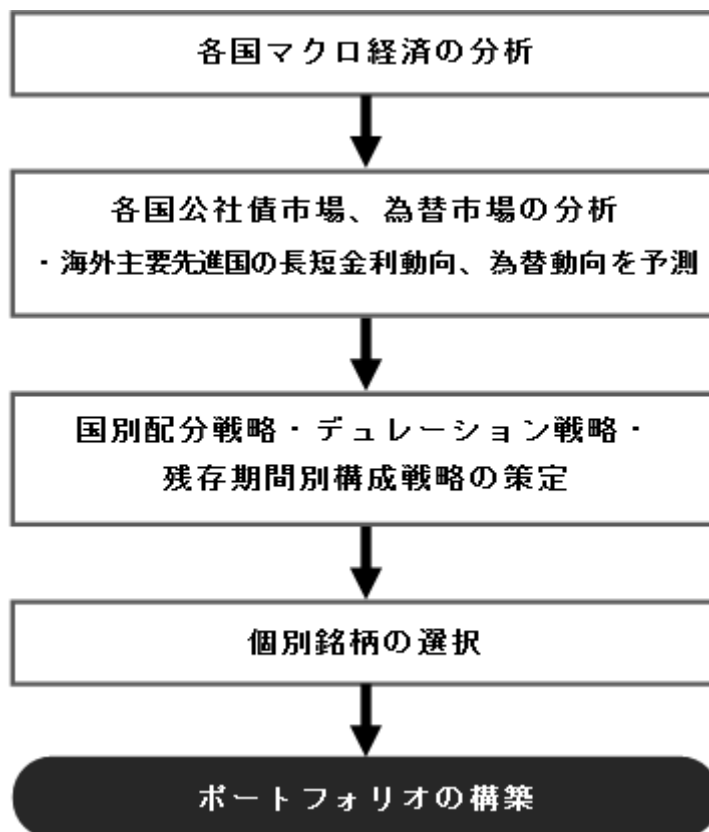 各国マクロ経済の分析
各国公社債市場、為替市場の分析
・海外主要先進国の長短金利動向、為替動向を予測
国別配分戦略・デュレーション戦略・
残存期間別構成戦略の策定
個別銘柄の選択
ポートフォリオの構築